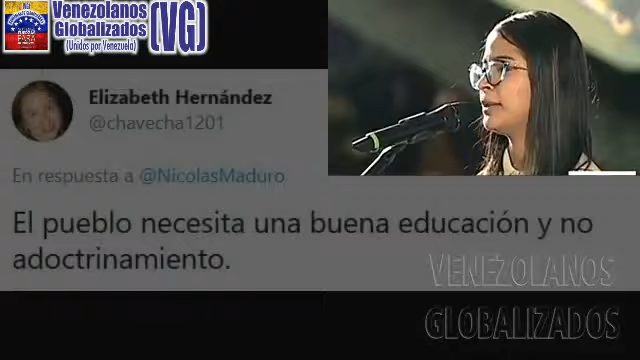 Venezolanos
Globalizados
(Unidos por Venezuela)
(VG)
Elizabeth Hernández
@chavecha1201
En respuesta a @NicolasMaduro
El pueblo necesita una buena educación y no
adoctrinamiento.
VENEZOLANOS
GLOBALIZADOS